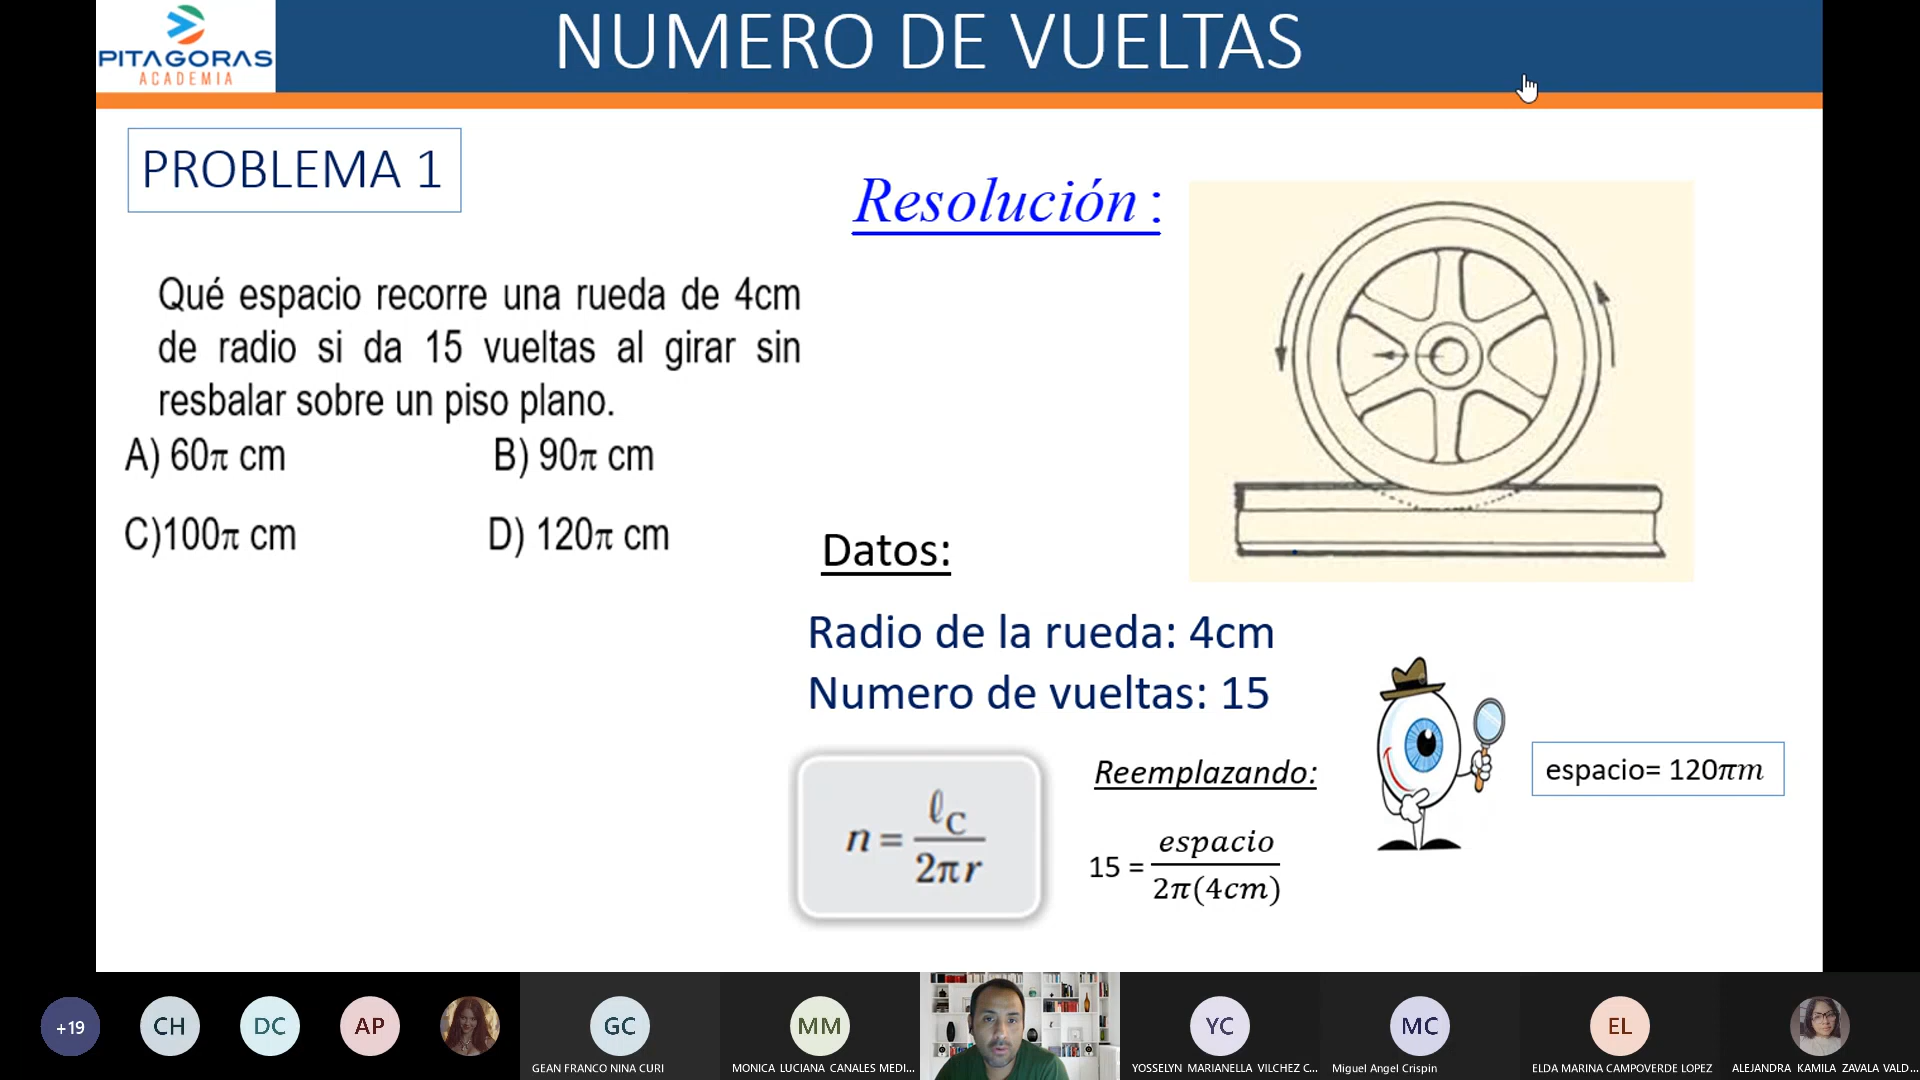 PITAGORAS
ACADEMIA
NUMERO DE VUELTAS
PROBLEMA 1
Resolución:
Qué espacio recorre una rueda de 4cm
de radio si da 15 vueltas al girar sin
resbalar sobre un piso plano.
A) 60π cm B) 90π cm
C)100π cm D) 120π cm
Datos:
Radio de la rueda: 4cm
Numero de vueltas: 15
n = ℓC / 2πr
Reemplazando:
15 = espacio / 2π(4cm)
espacio= 120πm
+19
CH
DC
AP
GC
GEAN FRANCO NINA CURI
MM
MONICA LUCIANA CANALES MEDI...
YC
YOSSELYN MARIANELLA VILCHEZ C...
MC
Miguel Angel Crispin
EL
ELDA MARINA CAMPOVERDE LOPEZ
ALEJANDRA KAMILA ZAVALA VALD...